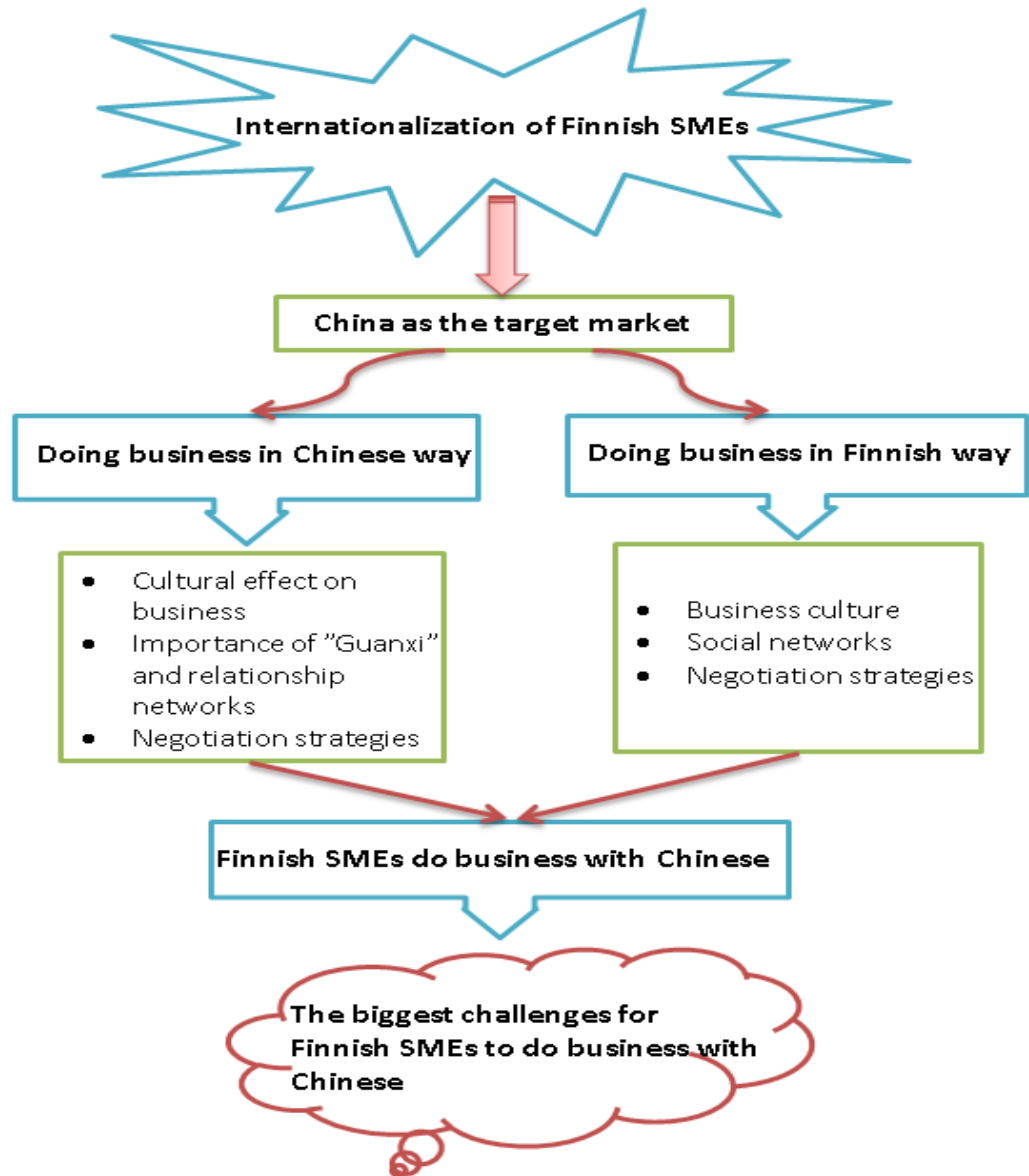 Internationalization of Finnish SMEs
China as the target market
Doing business in Chinese way
Doing business in Finnish way
• Cultural effect on
business
• Importance of ”Guanxi”
and relationship
networks
• Negotiation strategies
• Business culture
• Social networks
• Negotiation strategies
Finnish SMEs do business with Chinese
The biggest challenges for
Finnish SMEs to do business with
Chinese